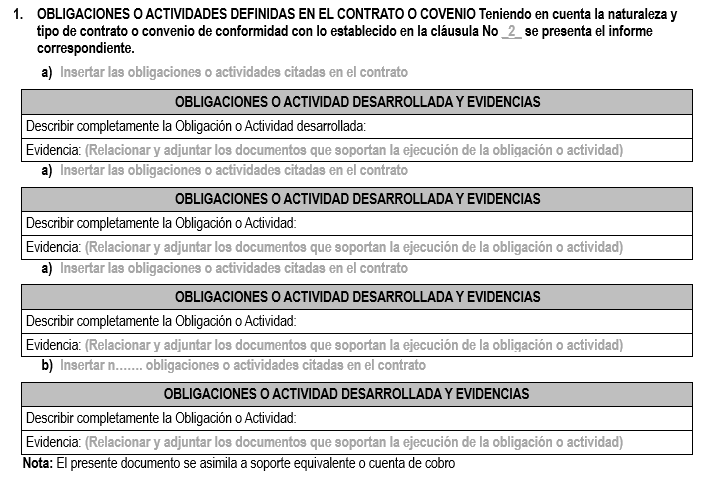 1. OBLIGACIONES O ACTIVIDADES DEFINIDAS EN EL CONTRATO O COVENIO Teniendo en cuenta la naturaleza y
tipo de contrato o convenio de conformidad con lo establecido en la cláusula No _2_ se presenta el informe
correspondiente.
a) Insertar las obligaciones o actividades citadas en el contrato
OBLIGACIONES O ACTIVIDAD DESARROLLADA Y EVIDENCIAS
Describir completamente la Obligación o Actividad desarrollada:
Evidencia: (Relacionar y adjuntar los documentos que soportan la ejecución de la obligación o actividad)
a) Insertar las obligaciones o actividades citadas en el contrato
OBLIGACIONES O ACTIVIDAD DESARROLLADA Y EVIDENCIAS
Describir completamente la Obligación o Actividad:
Evidencia: (Relacionar y adjuntar los documentos que soportan la ejecución de la obligación o actividad)
a) Insertar las obligaciones o actividades citadas en el contrato
OBLIGACIONES O ACTIVIDAD DESARROLLADA Y EVIDENCIAS
Describir completamente la Obligación o Actividad:
Evidencia: (Relacionar y adjuntar los documentos que soportan la ejecución de la obligación o actividad)
b) Insertar n....... obligaciones o actividades citadas en el contrato
OBLIGACIONES O ACTIVIDAD DESARROLLADA Y EVIDENCIAS
Describir completamente la Obligación o Actividad:
Evidencia: (Relacionar y adjuntar los documentos que soportan la ejecución de la obligación o actividad)
Nota: El presente documento se asimila a soporte equivalente o cuenta de cobro